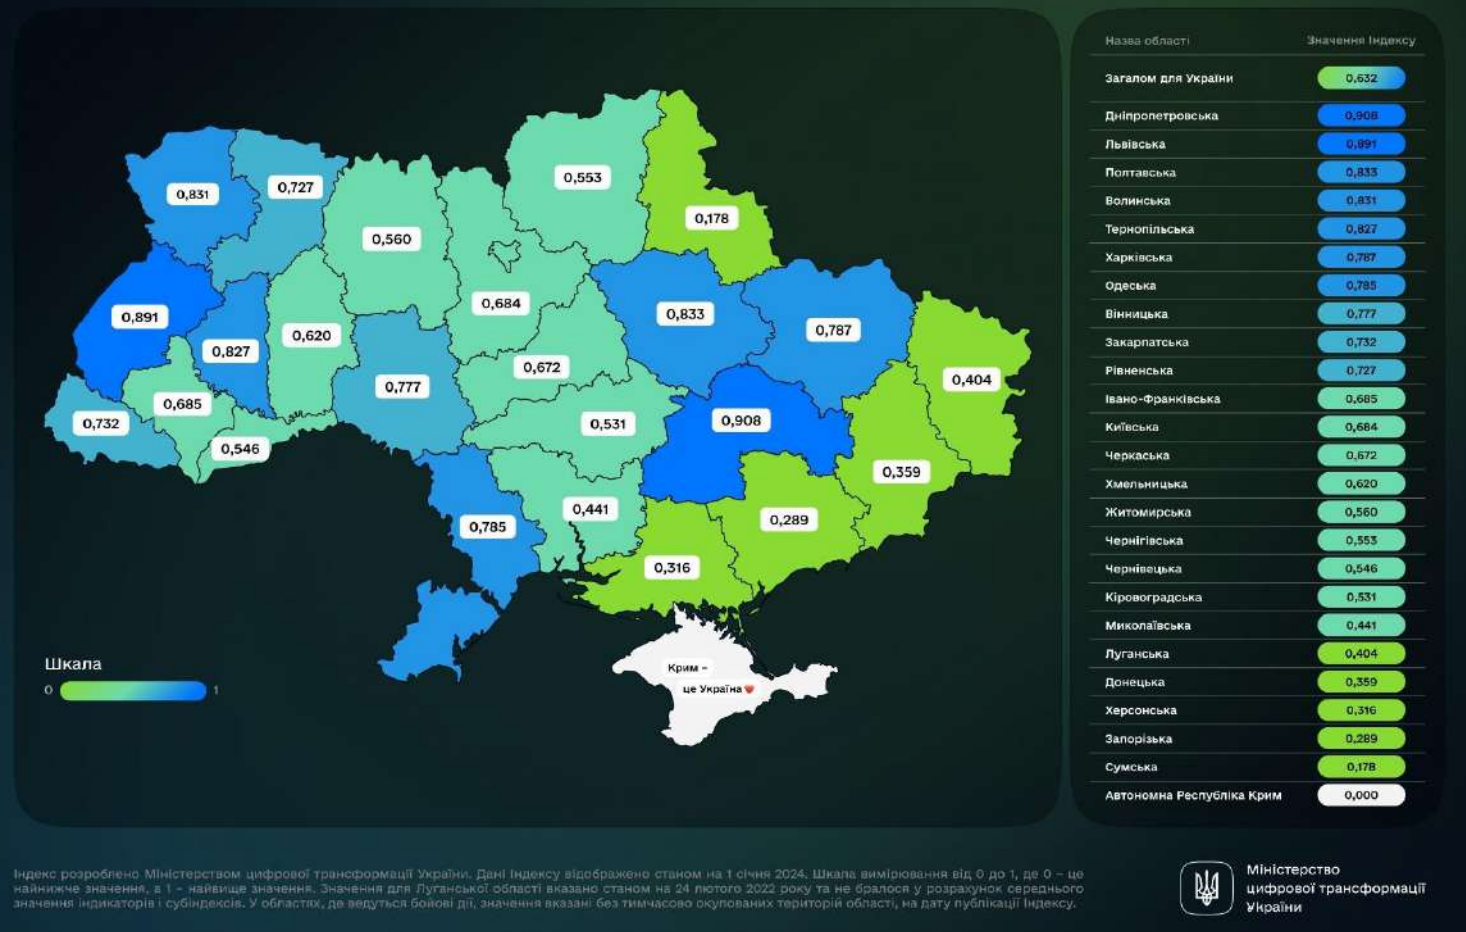 0,831
0,727
0,560
0,553
0,178
0,891
0,827
0,620
0,684
0,833
0,787
0,732
0,685
0,546
0,777
0,672
0,531
0,908
0,404
0,359
0,785
0,441
0,316
0,289
Крим –
це Україна
Шкала
0 1
Назва області Значення Індексу
Загалом для України 0,632
Дніпропетровська 0,908
Львівська 0,891
Полтавська 0,833
Волинська 0,831
Тернопільська 0,827
Харківська 0,787
Одеська 0,785
Вінницька 0,777
Закарпатська 0,732
Рівненська 0,727
Івано-Франківська 0,685
Київська 0,684
Черкаська 0,672
Хмельницька 0,620
Житомирська 0,560
Чернігівська 0,553
Чернівецька 0,546
Кіровоградська 0,531
Миколаївська 0,441
Луганська 0,404
Донецька 0,359
Херсонська 0,316
Запорізька 0,289
Сумська 0,178
Автономна Республіка Крим 0,000
Індекс розроблено Міністерством цифрової трансформації України. Дані Індексу відображено станом на 1 січня 2024. Шкала вимірювання від 0 до 1, де 0 – це
найнижче значення, а 1 – найвище значення. Значення для Луганської області вказано станом на 24 лютого 2022 року та не бралося у розрахунок середнього
значення індикаторів і субіндексів. У областях, де ведуться бойові дії, значення вказані без тимчасово окупованих територій області, на дату публікації Індексу.
Міністерство
цифрової трансформації
України